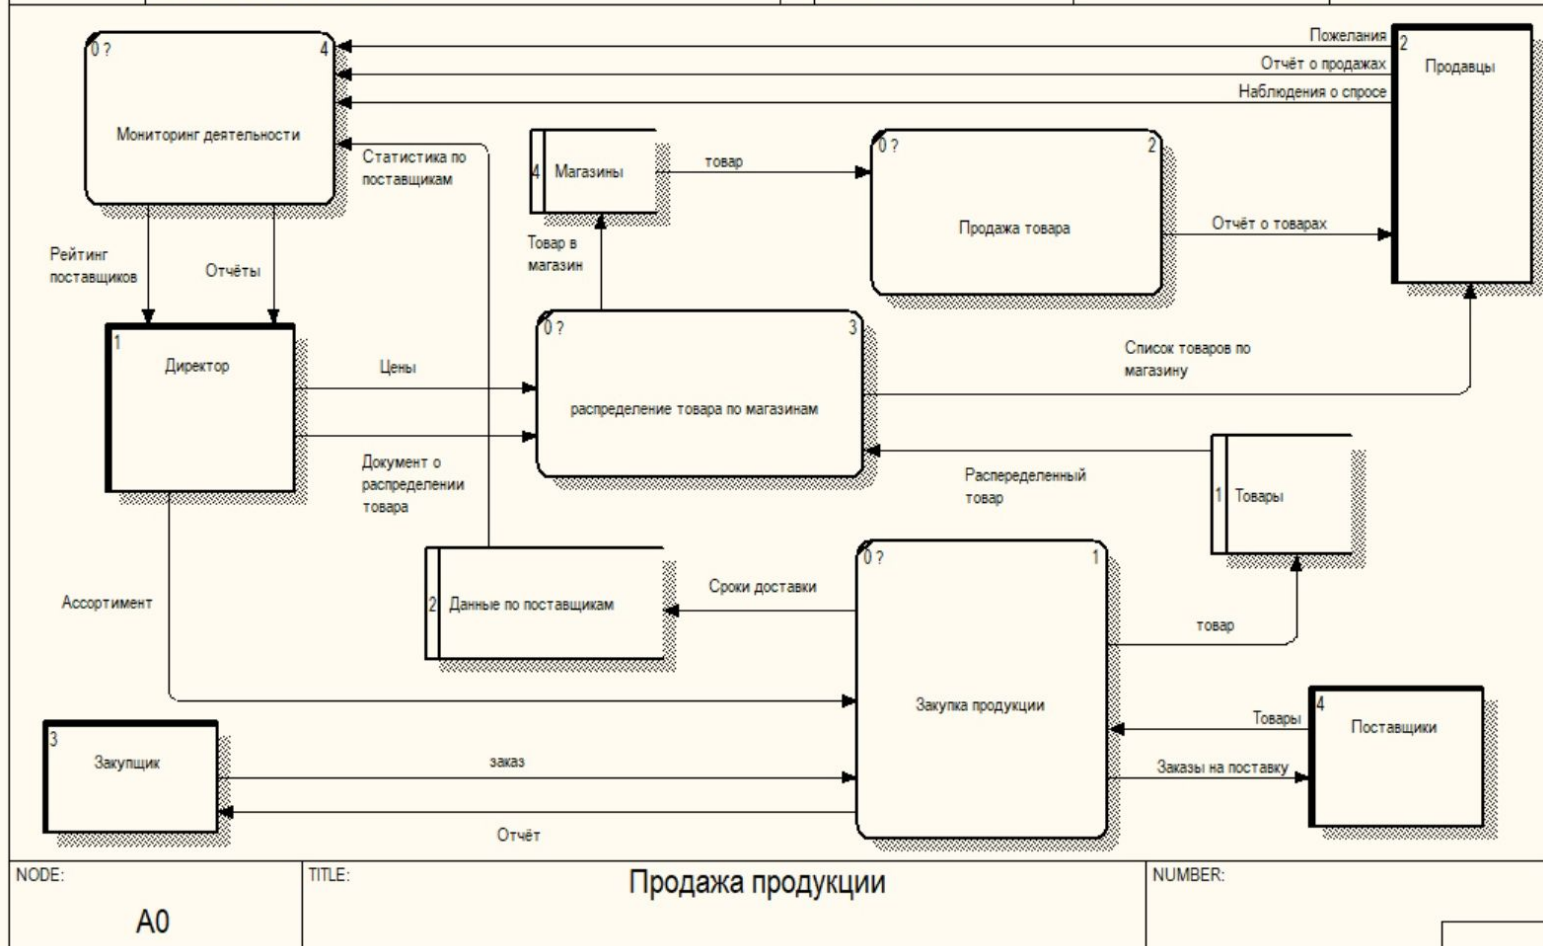 0 ?
4
Мониторинг деятельности
Пожелания
Отчёт о продажах
Наблюдения о спросе
2
Продавцы
Статистика по
поставщикам
4
Магазины
товар
0 ?
2
Продажа товара
Отчёт о товарах
Рейтинг
поставщиков
Отчёты
Товар в
магазин
1
Директор
Цены
0 ?
3
распределение товара по магазинам
Список товаров по
магазину
Документ о
распределении
товара
Распеределенный
товар
1
Товары
Ассортимент
2
Данные по поставщикам
Сроки доставки
0 ?
1
Закупка продукции
товар
3
Закупщик
заказ
Отчёт
Товары
Заказы на поставку
4
Поставщики
NODE:
A0
TITLE:
Продажа продукции
NUMBER: